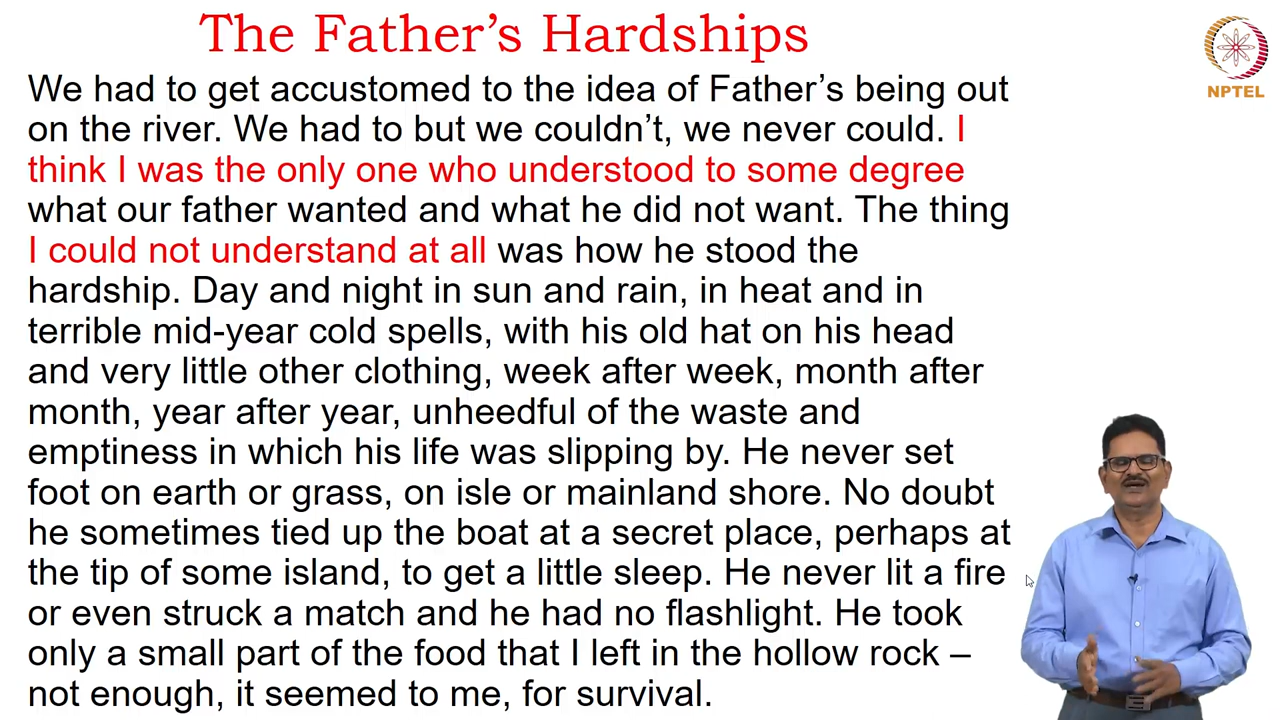 The Father's Hardships
We had to get accustomed to the idea of Father's being out
on the river. We had to but we couldn't, we never could. I
think I was the only one who understood to some degree
what our father wanted and what he did not want. The thing
I could not understand at all was how he stood the
hardship. Day and night in sun and rain, in heat and in
terrible mid-year cold spells, with his old hat on his head
and very little other clothing, week after week, month after
month, year after year, unheedful of the waste and
emptiness in which his life was slipping by. He never set
foot on earth or grass, on isle or mainland shore. No doubt
he sometimes tied up the boat at a secret place, perhaps at
the tip of some island, to get a little sleep. He never lit a fire
or even struck a match and he had no flashlight. He took
only a small part of the food that I left in the hollow rock –
not enough, it seemed to me, for survival.
NPTEL